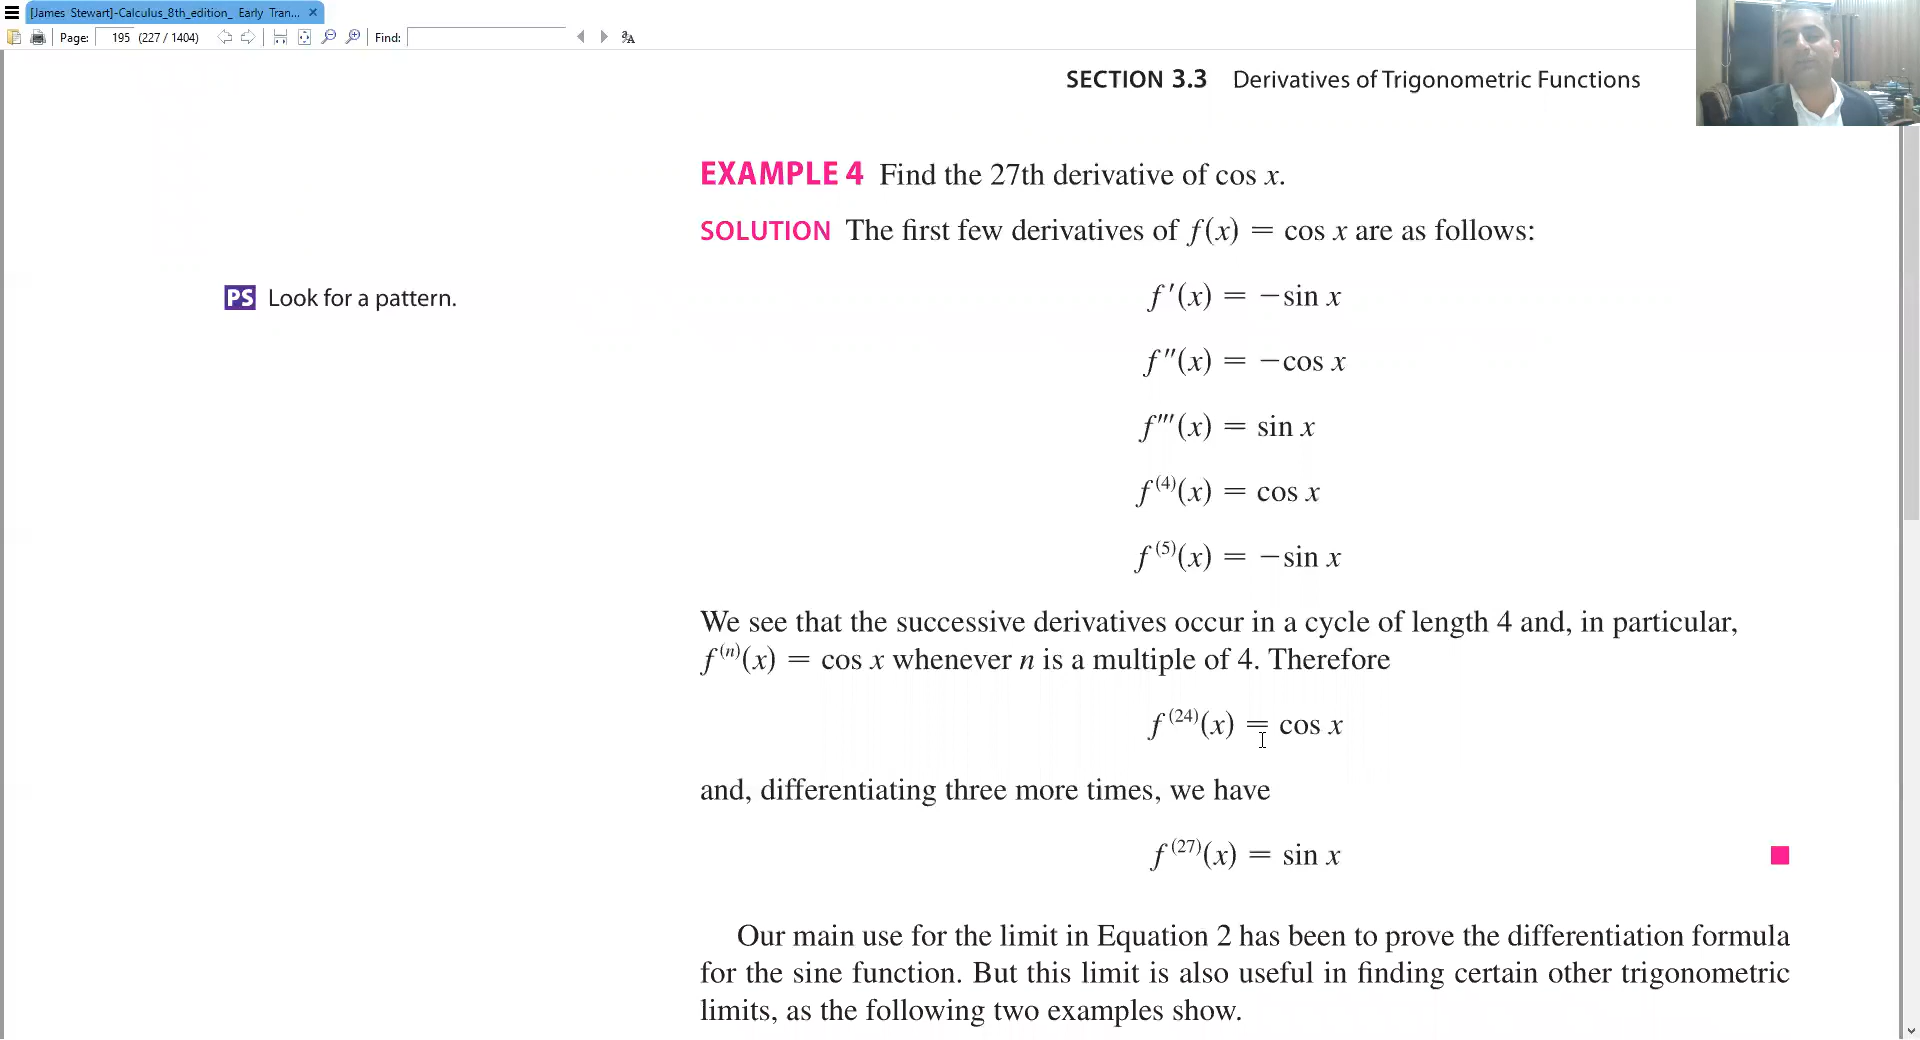 [James Stewart]-Calculus_8th_edition_ Early Tran... ×
Page: 195 (227 / 1404) Find:
SECTION 3.3 Derivatives of Trigonometric Functions
EXAMPLE 4 Find the 27th derivative of cos x.
SOLUTION The first few derivatives of f(x) = cos x are as follows:
PS Look for a pattern.
f′(x) = −sin x
f″(x) = −cos x
f‴(x) = sin x
f⁽⁴⁾(x) = cos x
f⁽⁵⁾(x) = −sin x
We see that the successive derivatives occur in a cycle of length 4 and, in particular,
f⁽ⁿ⁾(x) = cos x whenever n is a multiple of 4. Therefore
f⁽²⁴⁾(x) = cos x
and, differentiating three more times, we have
f⁽²⁷⁾(x) = sin x
Our main use for the limit in Equation 2 has been to prove the differentiation formula
for the sine function. But this limit is also useful in finding certain other trigonometric
limits, as the following two examples show.